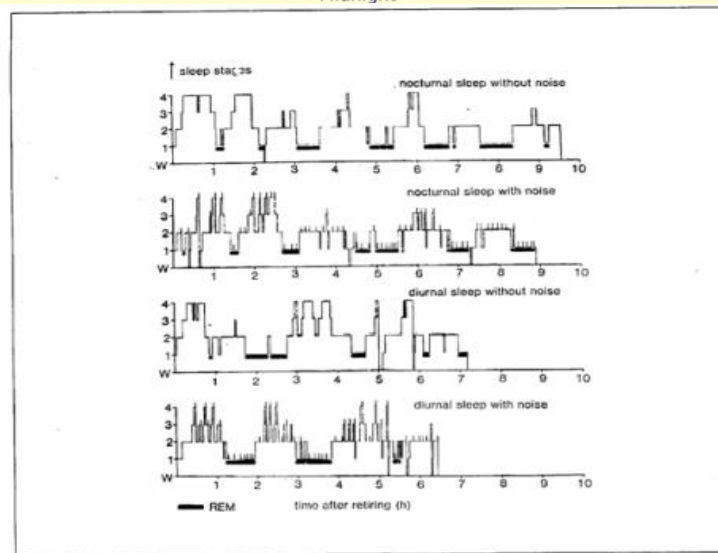 sleep stages
nocturnal sleep without noise
4
3
2
1
W
1 2 3 4 5 6 7 8 9 10
nocturnal sleep with noise
4
3
2
1
W
1 2 3 4 5 6 7 8 9 10
diurnal sleep without noise
4
3
2
1
W
1 2 3 4 5 6 7 8 9 10
diurnal sleep with noise
4
3
2
1
W
1 2 3 4 5 6 7 8 9 10
REM time after retiring (h)